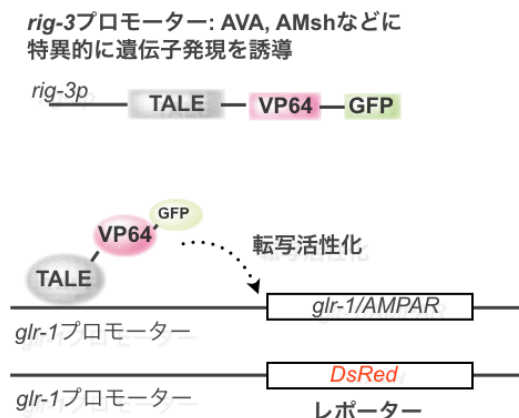 rig-3プロモーター: AVA, AMshなどに
特異的に遺伝子発現を誘導
rig-3p TALE VP64 GFP
GFP
VP64
転写活性化
TALE
glr-1/AMPAR
glr-1プロモーター
DsRed
glr-1プロモーター
レポーター